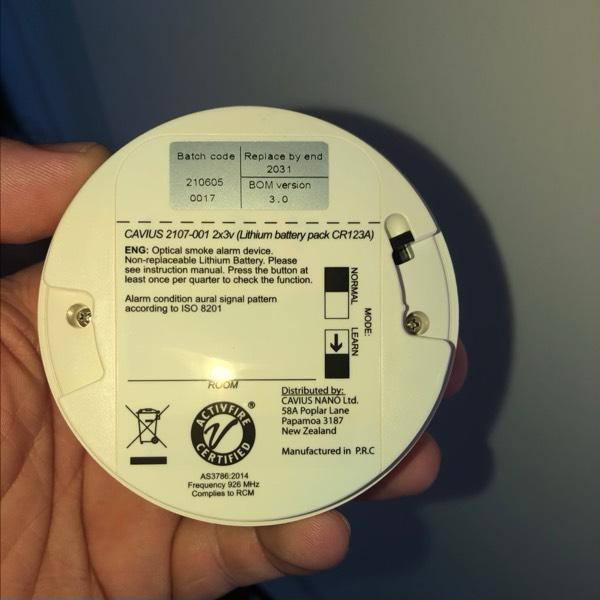 Batch code
210605
0017
Replace by end
2031
BOM version
3.0
CAVIUS 2107-001 2x3v (Lithium battery pack CR123A)
ENG: Optical smoke alarm device.
Non-replaceable Lithium Battery. Please
see instruction manual. Press the button at
least once per quarter to check the function.
Alarm condition aural signal pattern
according to ISO 8201
NORMAL
MODE:
LEARN
ROOM
ACTIVFIRE ®
CERTIFIED
AS3786:2014
Frequency 926 MHz
Complies to RCM
Distributed by:
CAVIUS NANO Ltd.
58A Poplar Lane
Papamoa 3187
New Zealand
Manufactured in P.R.C